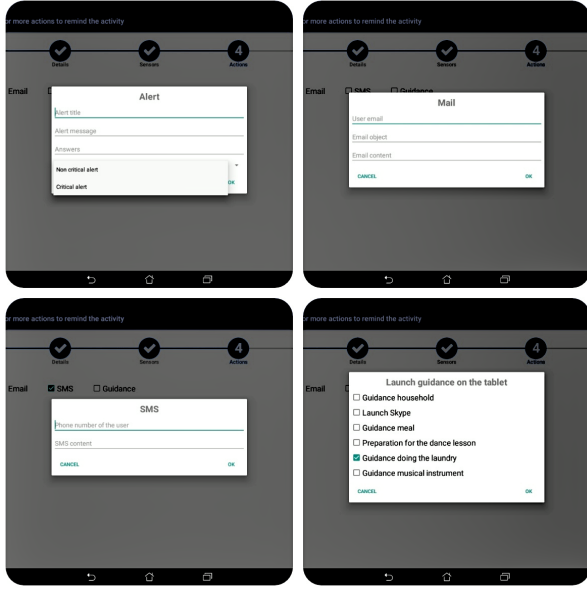 or more actions to remind the activity
4
Details Sensors Actions
Email
Alert
Alert title
Alert message
Answers
Non critical alert
Critical alert
OK
or more actions to remind the activity
4
Details Sensors Actions
Email SMS Guidance
Mail
User email
Email object
Email content
CANCEL OK
or more actions to remind the activity
4
Details Sensors Actions
Email SMS Guidance
SMS
Phone number of the user
SMS content
CANCEL OK
or more actions to remind the activity
4
Details Sensors Actions
Email
Launch guidance on the tablet
Guidance household
Launch Skype
Guidance meal
Preparation for the dance lesson
Guidance doing the laundry
Guidance musical instrument
CANCEL OK